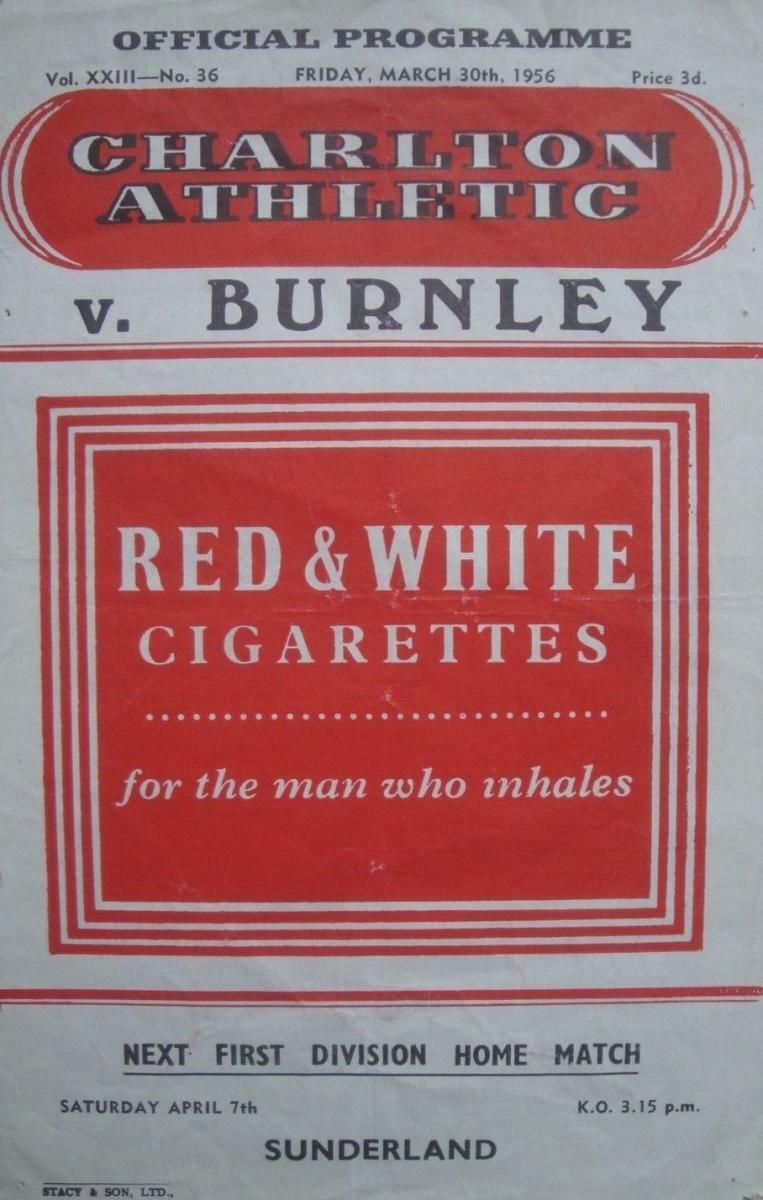 OFFICIAL PROGRAMME
Vol. XXIII—No. 36 FRIDAY, MARCH 30th, 1956 Price 3d.
CHARLTON
ATHLETIC
v. BURNLEY
RED & WHITE
CIGARETTES
for the man who inhales
NEXT FIRST DIVISION HOME MATCH
SATURDAY APRIL 7th K.O. 3.15 p.m.
SUNDERLAND
STACY & SON, LTD.,